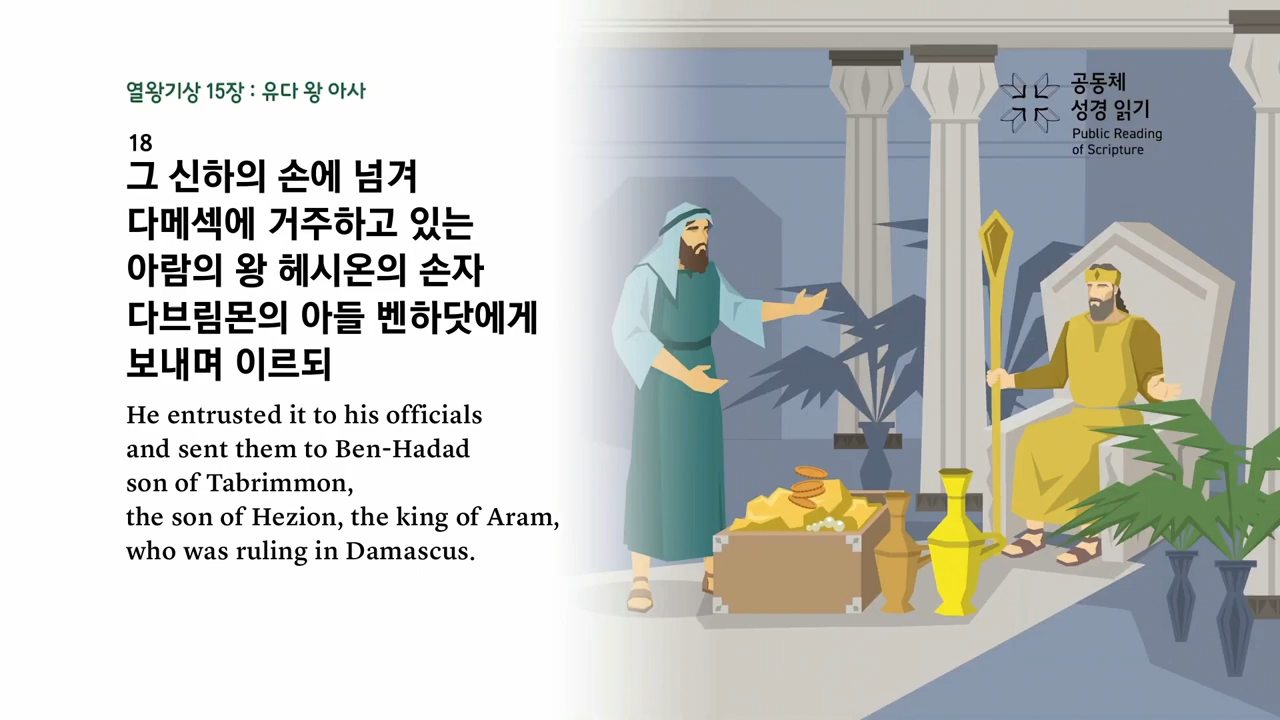 열왕기상 15장 : 유다 왕 아사
18
그 신하의 손에 넘겨
다메섹에 거주하고 있는
아람의 왕 헤시온의 손자
다브림몬의 아들 벤하닷에게
보내며 이르되
He entrusted it to his officials
and sent them to Ben-Hadad
son of Tabrimmon,
the son of Hezion, the king of Aram,
who was ruling in Damascus.
공동체
성경 읽기
Public Reading
of Scripture